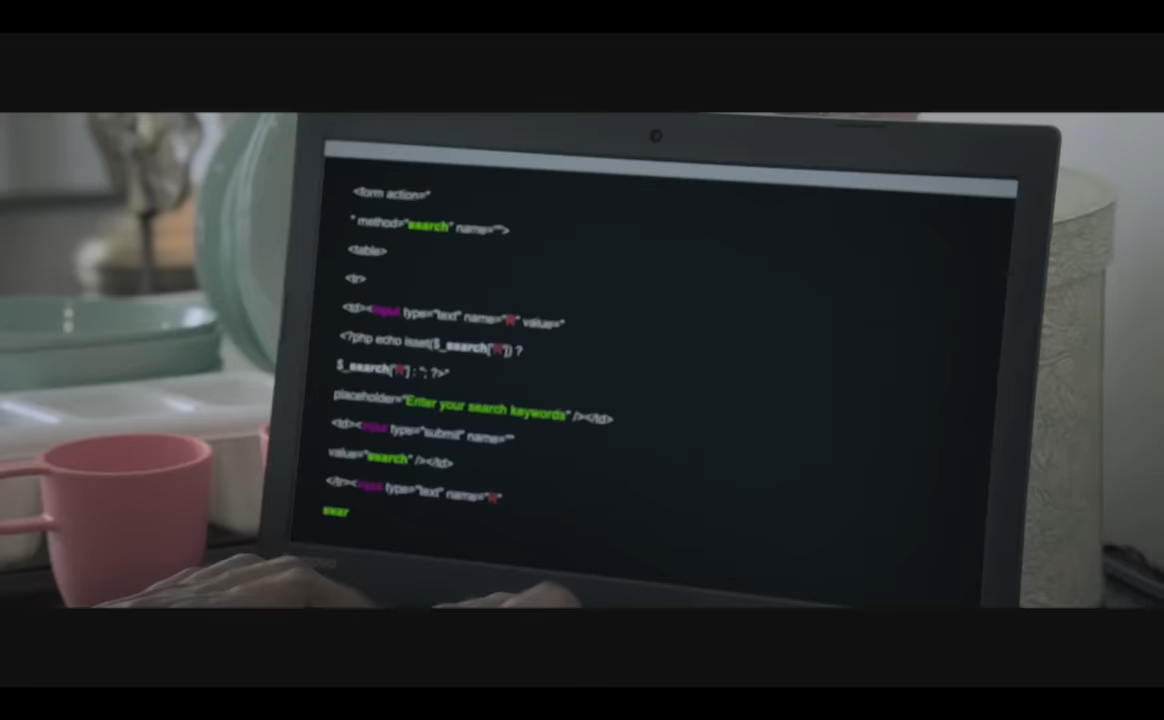 <form action="
" method="search" name="">
<table>
<tr>
<td><input type="text" name="k" value="
<?php echo isset($_search['k']) ?
$_search['k'] : ''; ?>"
placeholder="Enter your search keywords" /></td>
<td><input type="submit" name=""
value="search" /></td>
</tr><input type="text" name="k"
sear